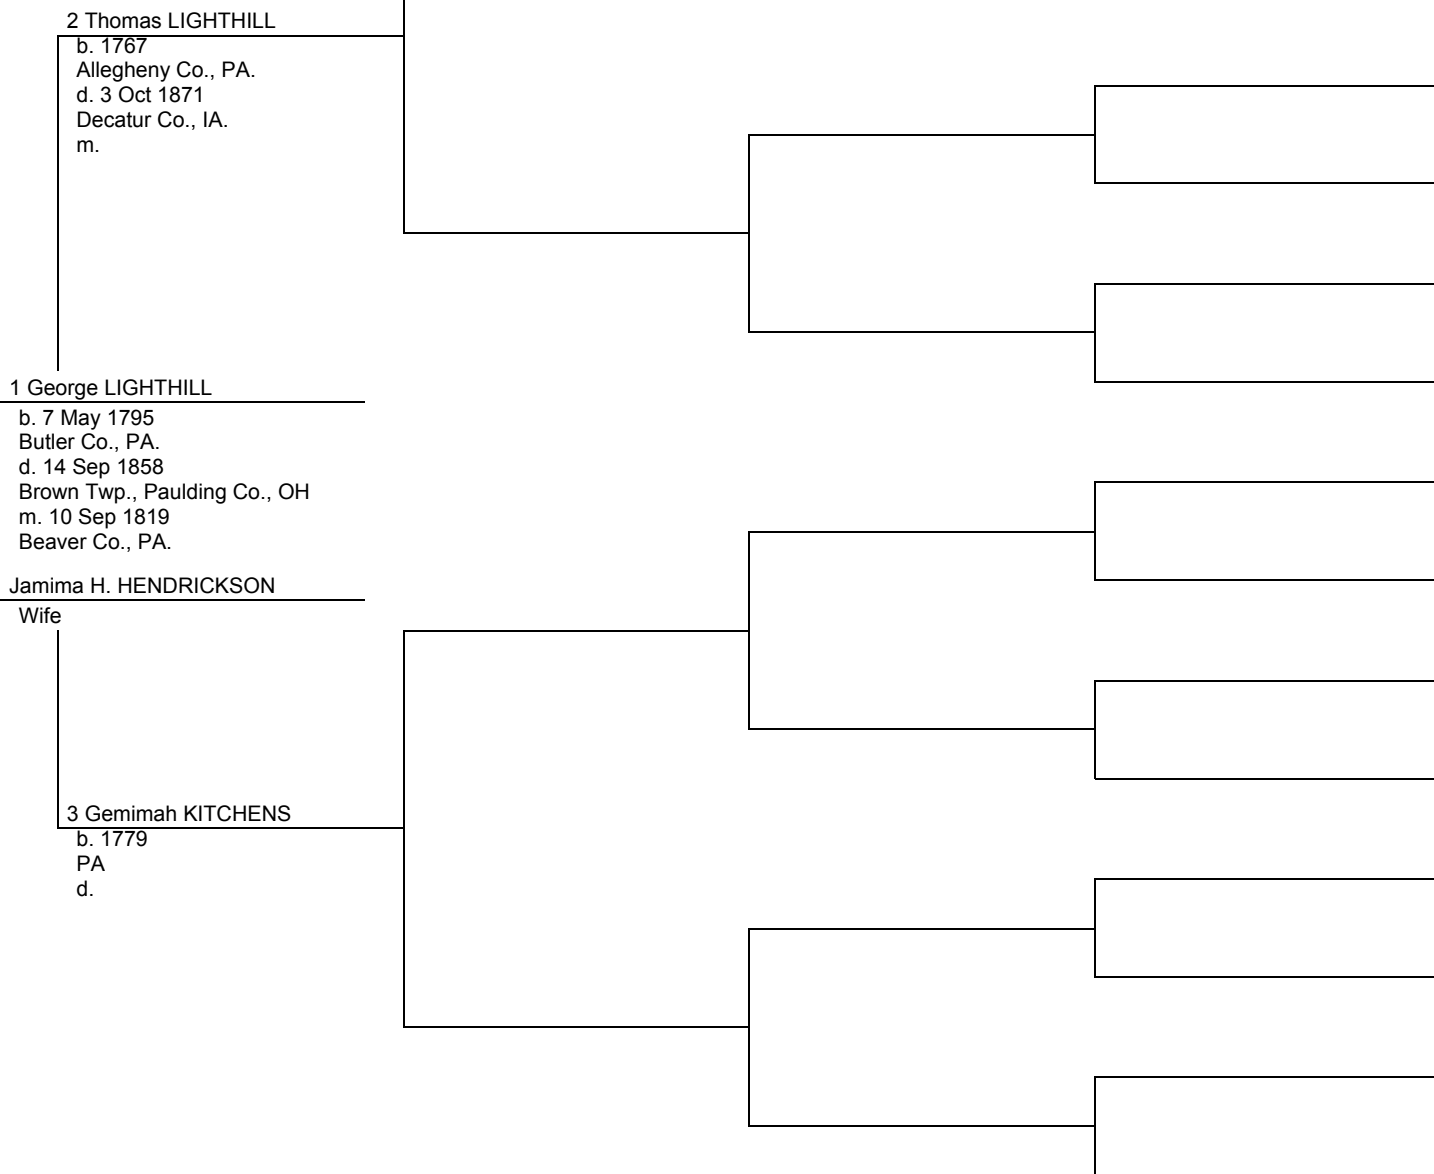 2 Thomas LIGHTHILL
b. 1767
Allegheny Co., PA.
d. 3 Oct 1871
Decatur Co., IA.
m.
1 George LIGHTHILL
b. 7 May 1795
Butler Co., PA.
d. 14 Sep 1858
Brown Twp., Paulding Co., OH
m. 10 Sep 1819
Beaver Co., PA.
Jamima H. HENDRICKSON
Wife
3 Gemimah KITCHENS
b. 1779
PA
d.